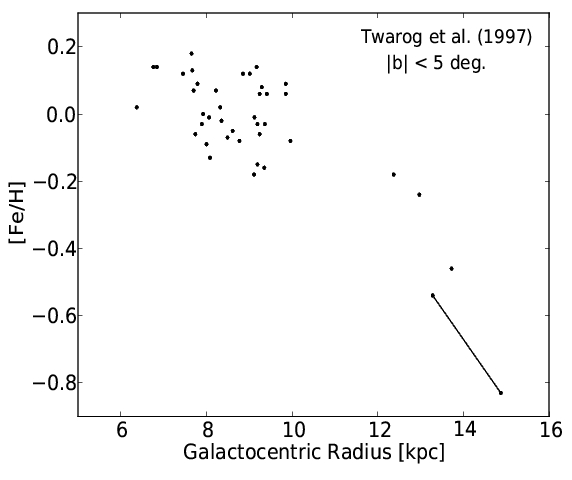 Twarog et al. (1997)
|b| < 5 deg.
0.2
0.0
−0.2
−0.4
−0.6
−0.8
[Fe/H]
6 8 10 12 14 16
Galactocentric Radius [kpc]